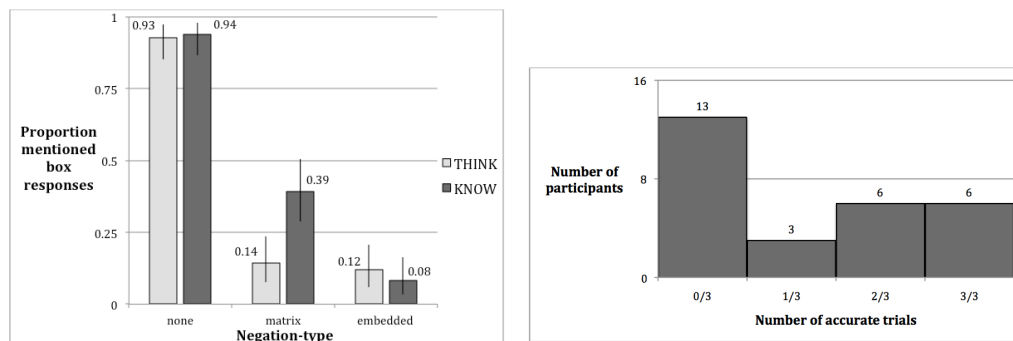 1
0.93
0.94
0.75
Proportion
mentioned
box
responses
0.5
THINK
KNOW
0.39
0.25
0.14
0.12
0.08
0
none
matrix
embedded
Negation-type
16
13
Number of
participants
8
6
6
3
0
0/3
1/3
2/3
3/3
Number of accurate trials